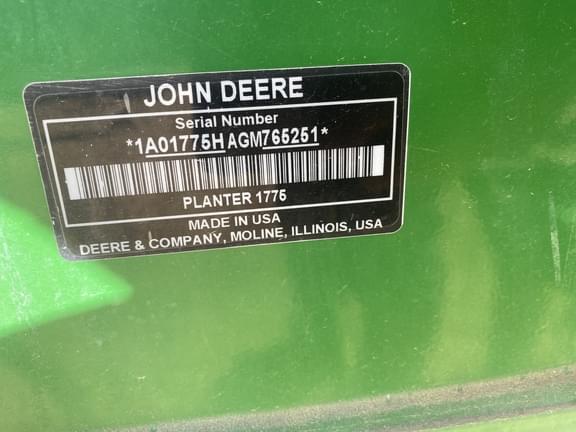 JOHN DEERE
Serial Number
*1A01775HAGM765251*
PLANTER 1775
MADE IN USA
DEERE & COMPANY, MOLINE, ILLINOIS, USA